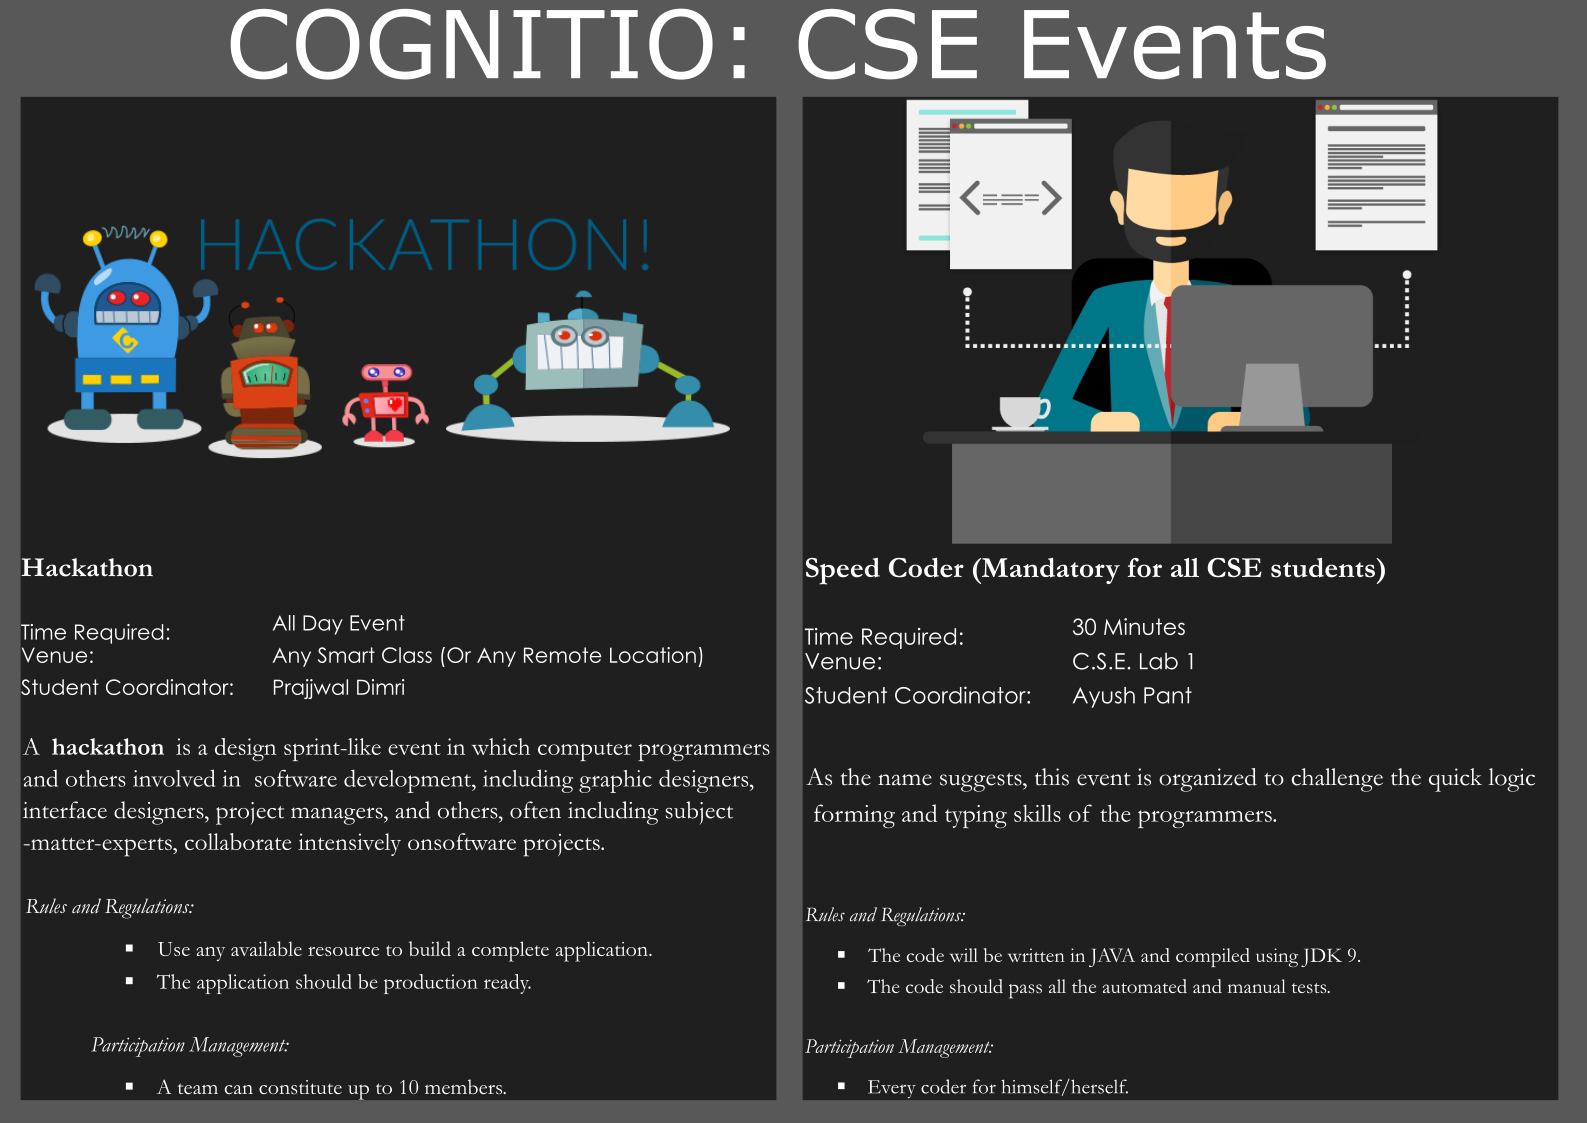 COGNITIO: CSE Events
HACKATHON!
Hackathon
Time Required: All Day Event
Venue: Any Smart Class (Or Any Remote Location)
Student Coordinator: Prajjwal Dimri
A hackathon is a design sprint-like event in which computer programmers
and others involved in software development, including graphic designers,
interface designers, project managers, and others, often including subject
-matter-experts, collaborate intensively onsoftware projects.
Rules and Regulations:
▪ Use any available resource to build a complete application.
▪ The application should be production ready.
Participation Management:
▪ A team can constitute up to 10 members.
Speed Coder (Mandatory for all CSE students)
Time Required: 30 Minutes
Venue: C.S.E. Lab 1
Student Coordinator: Ayush Pant
As the name suggests, this event is organized to challenge the quick logic
forming and typing skills of the programmers.
Rules and Regulations:
▪ The code will be written in JAVA and compiled using JDK 9.
▪ The code should pass all the automated and manual tests.
Participation Management:
▪ Every coder for himself/herself.